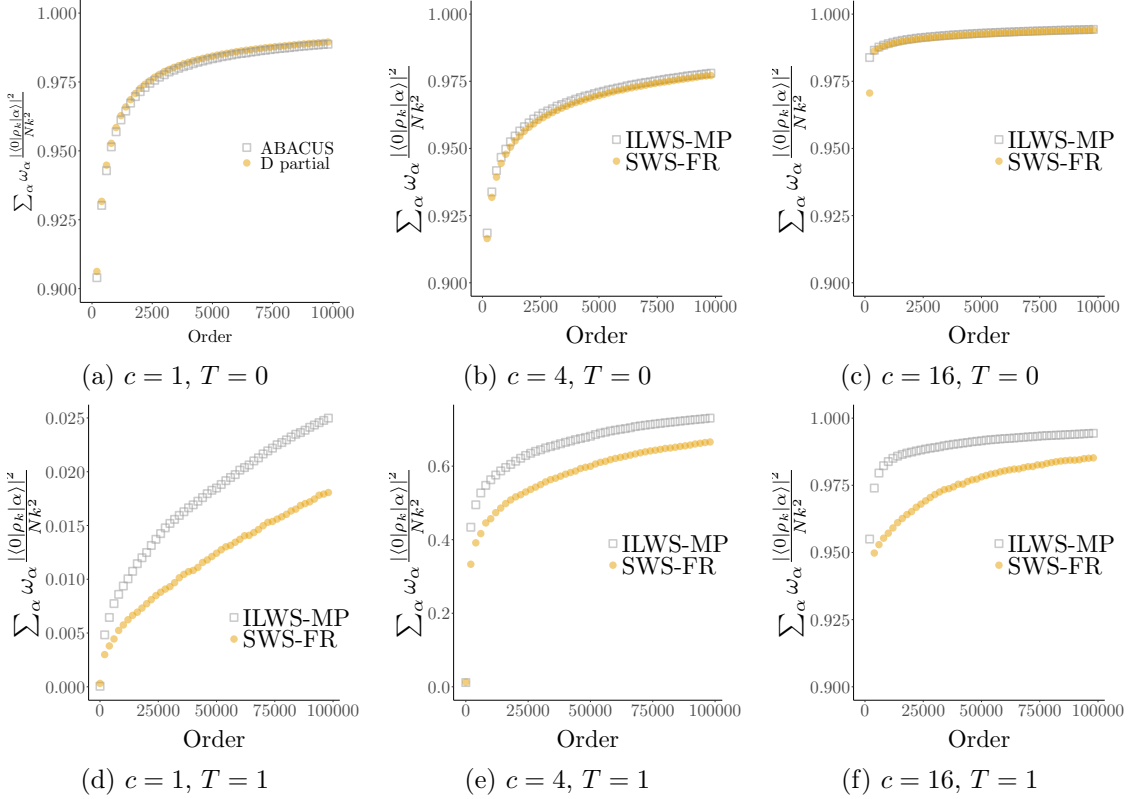 1.000
0.975
0.950
0.925
0.900
∑α ωα |⟨0|ρk|α⟩|² / Nk²
ABACUS
D partial
0 2500 5000 7500 10000
Order
(a) c = 1, T = 0
1.000
0.975
0.950
0.925
0.900
∑α ωα |⟨0|ρk|α⟩|² / Nk²
ILWS-MP
SWS-FR
0 2500 5000 7500 10000
Order
(b) c = 4, T = 0
1.000
0.975
0.950
0.925
0.900
∑α ωα |⟨0|ρk|α⟩|² / Nk²
ILWS-MP
SWS-FR
0 2500 5000 7500 10000
Order
(c) c = 16, T = 0
0.025
0.020
0.015
0.010
0.005
0.000
∑α ωα |⟨0|ρk|α⟩|² / Nk²
ILWS-MP
SWS-FR
0 25000 50000 75000 100000
Order
(d) c = 1, T = 1
0.6
0.4
0.2
0.0
∑α ωα |⟨0|ρk|α⟩|² / Nk²
ILWS-MP
SWS-FR
0 25000 50000 75000 100000
Order
(e) c = 4, T = 1
1.000
0.975
0.950
0.925
0.900
∑α ωα |⟨0|ρk|α⟩|² / Nk²
ILWS-MP
SWS-FR
0 25000 50000 75000 100000
Order
(f) c = 16, T = 1